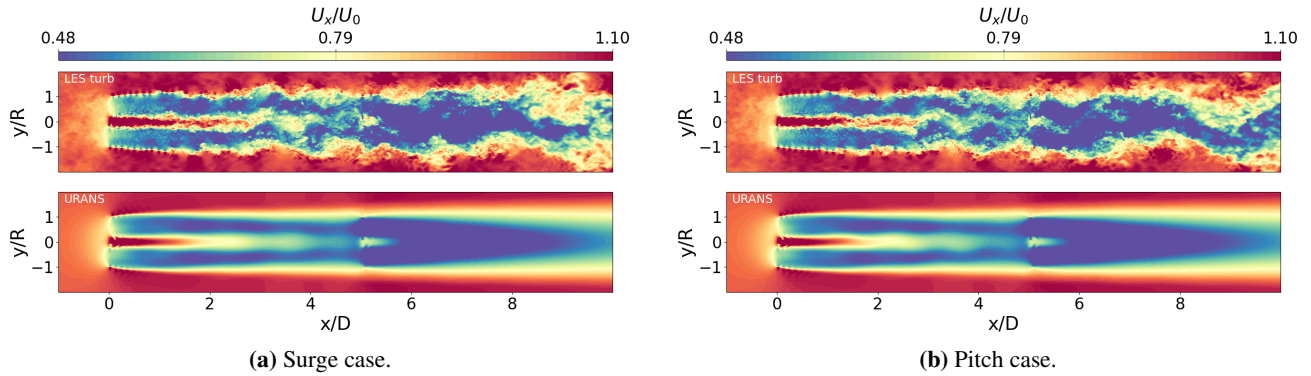 U_x/U_0
0.48 0.79 1.10
LES turb
y/R
1
0
−1
URANS
y/R
1
0
−1
0 2 4 6 8
x/D
(a) Surge case.
U_x/U_0
0.48 0.79 1.10
LES turb
y/R
1
0
−1
URANS
y/R
1
0
−1
0 2 4 6 8
x/D
(b) Pitch case.